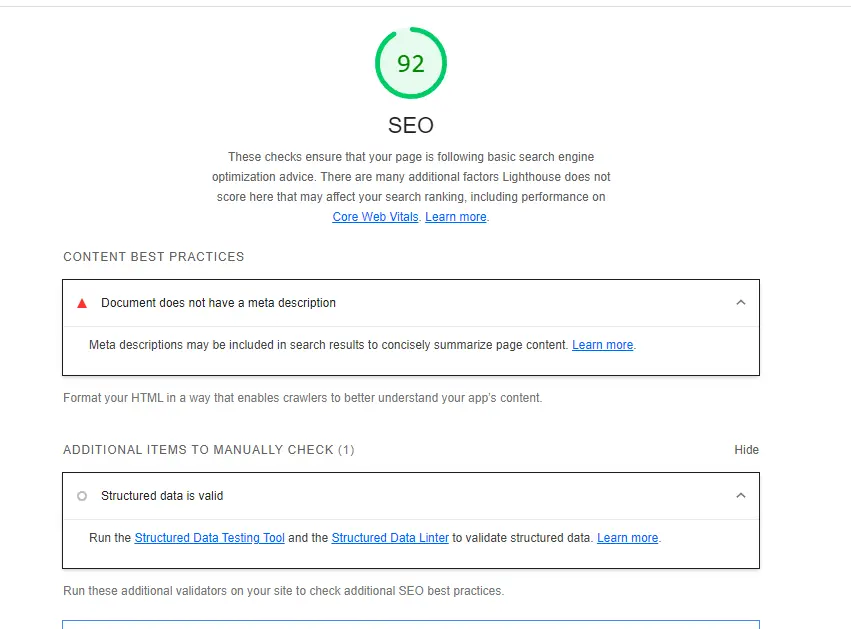 92
SEO
These checks ensure that your page is following basic search engine
optimization advice. There are many additional factors Lighthouse does not
score here that may affect your search ranking, including performance on
Core Web Vitals. Learn more.
CONTENT BEST PRACTICES
Document does not have a meta description
Meta descriptions may be included in search results to concisely summarize page content. Learn more.
Format your HTML in a way that enables crawlers to better understand your app's content.
ADDITIONAL ITEMS TO MANUALLY CHECK (1) Hide
Structured data is valid
Run the Structured Data Testing Tool and the Structured Data Linter to validate structured data. Learn more.
Run these additional validators on your site to check additional SEO best practices.